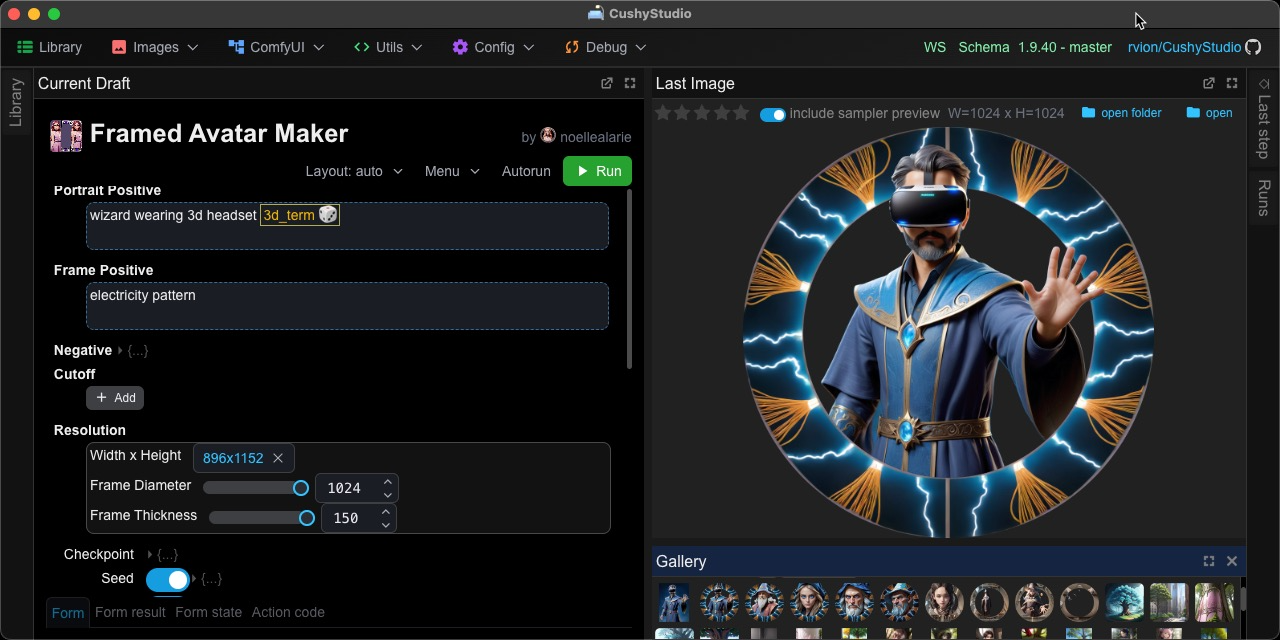 CushyStudio
Library Images ComfyUI Utils Config Debug WS Schema 1.9.40 - master rvion/CushyStudio
Library
Current Draft
Framed Avatar Maker
by noellealarie
Layout: auto Menu Autorun Run
Portrait Positive
wizard wearing 3d headset 3d_term
Frame Positive
electricity pattern
Negative {...}
Cutoff
+ Add
Resolution
Width x Height 896x1152
Frame Diameter 1024
Frame Thickness 150
Checkpoint {...}
Seed {...}
Form Form result Form state Action code
Last Image
include sampler preview W=1024 x H=1024 open folder open
Gallery
Last step
Runs